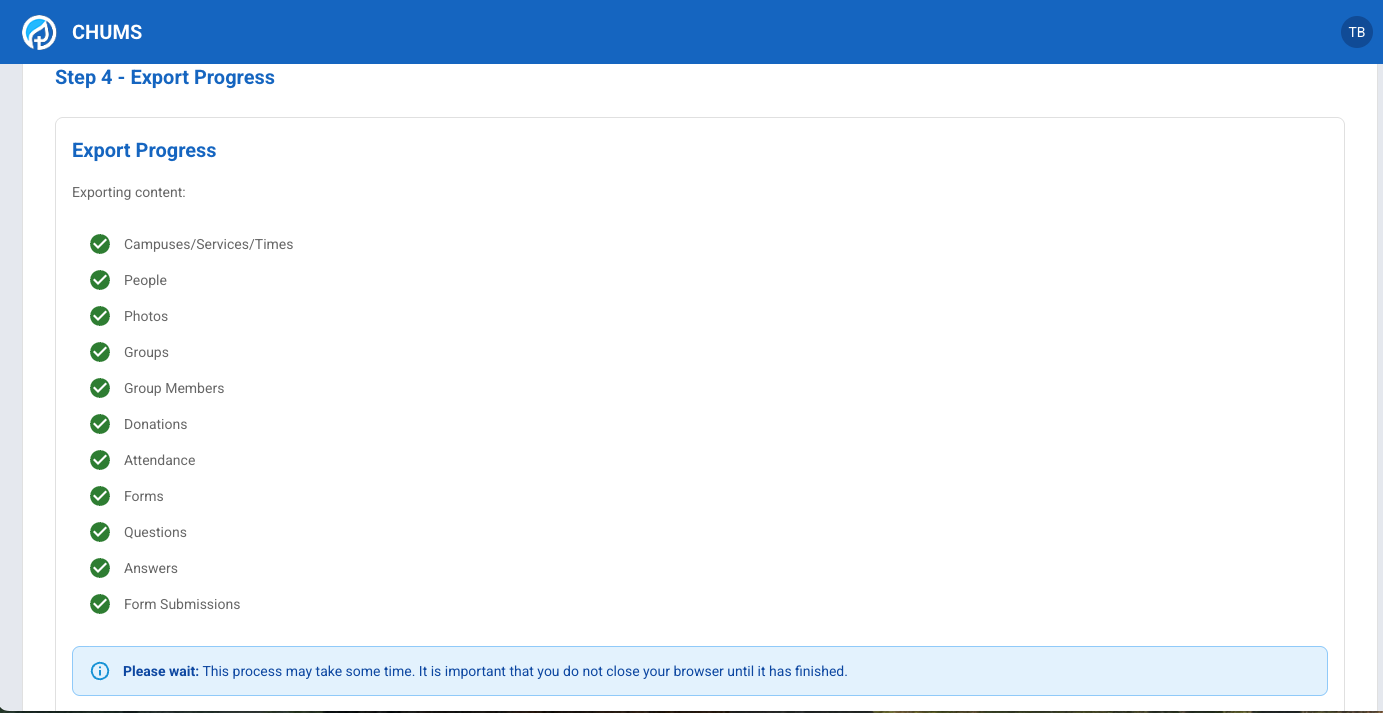 CHUMS
TB
Step 4 - Export Progress
Export Progress
Exporting content:
Campuses/Services/Times
People
Photos
Groups
Group Members
Donations
Attendance
Forms
Questions
Answers
Form Submissions
Please wait: This process may take some time. It is important that you do not close your browser until it has finished.